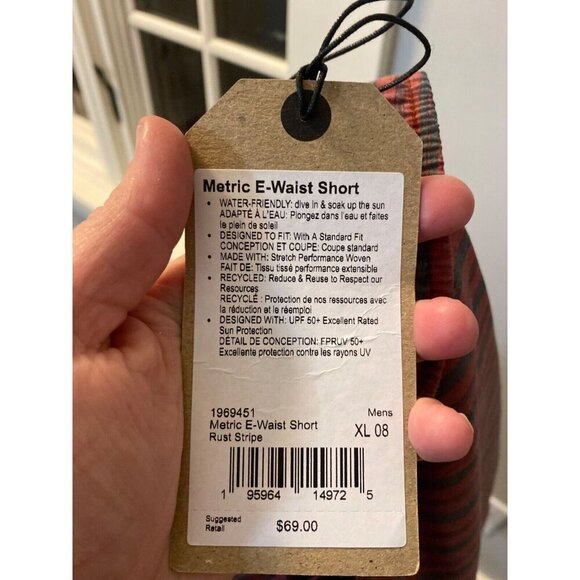 Metric E-Waist Short
• WATER-FRIENDLY: dive in & soak up the sun
ADAPTÉ À L'EAU: Plongez dans l'eau et faites
le plein de soleil
• DESIGNED TO FIT: With A Standard Fit
CONCEPTION ET COUPE: Coupe standard
• MADE WITH: Stretch Performance Woven
FAIT DE: Tissu tissé performance extensible
• RECYCLED: Reduce & Reuse to Respect our
Resources
RECYCLÉ : Protection de nos ressources avec
la réduction et le réemploi
• DESIGNED WITH: UPF 50+ Excellent Rated
Sun Protection
DÉTAIL DE CONCEPTION: FPRUV 50+
Excellente protection contre les rayons UV
1969451 Mens
Metric E-Waist Short XL 08
Rust Stripe
1 95964 14972 5
Suggested
Retail $69.00